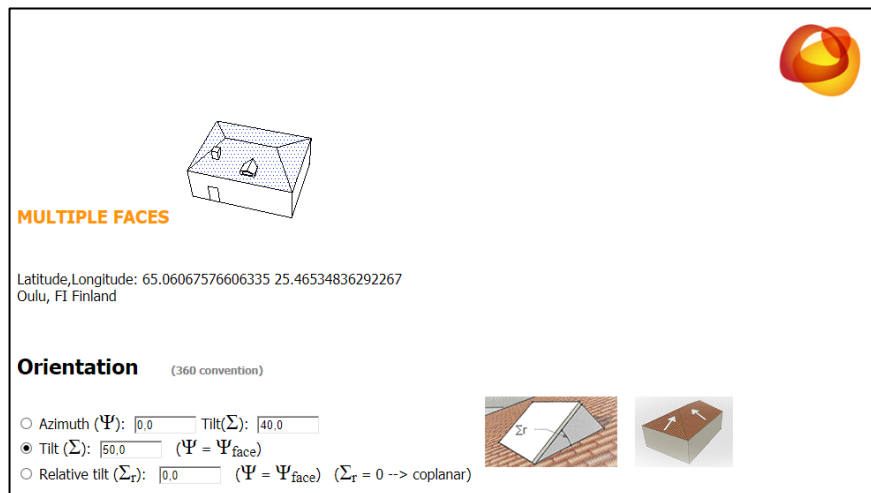 MULTIPLE FACES
Latitude,Longitude: 65.06067576606335 25.46534836292267
Oulu, FI Finland
Orientation (360 convention)
Azimuth (Ψ): 0,0 Tilt(Σ): 40,0
Tilt (Σ): 50,0 (Ψ = Ψface)
Relative tilt (Σr): 0,0 (Ψ = Ψface) (Σr = 0 --> coplanar)
Σr